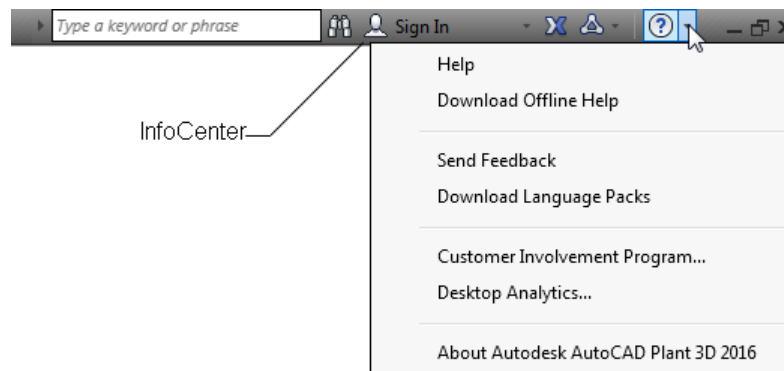 Type a keyword or phrase Sign In
Help
Download Offline Help
InfoCenter
Send Feedback
Download Language Packs
Customer Involvement Program...
Desktop Analytics...
About Autodesk AutoCAD Plant 3D 2016